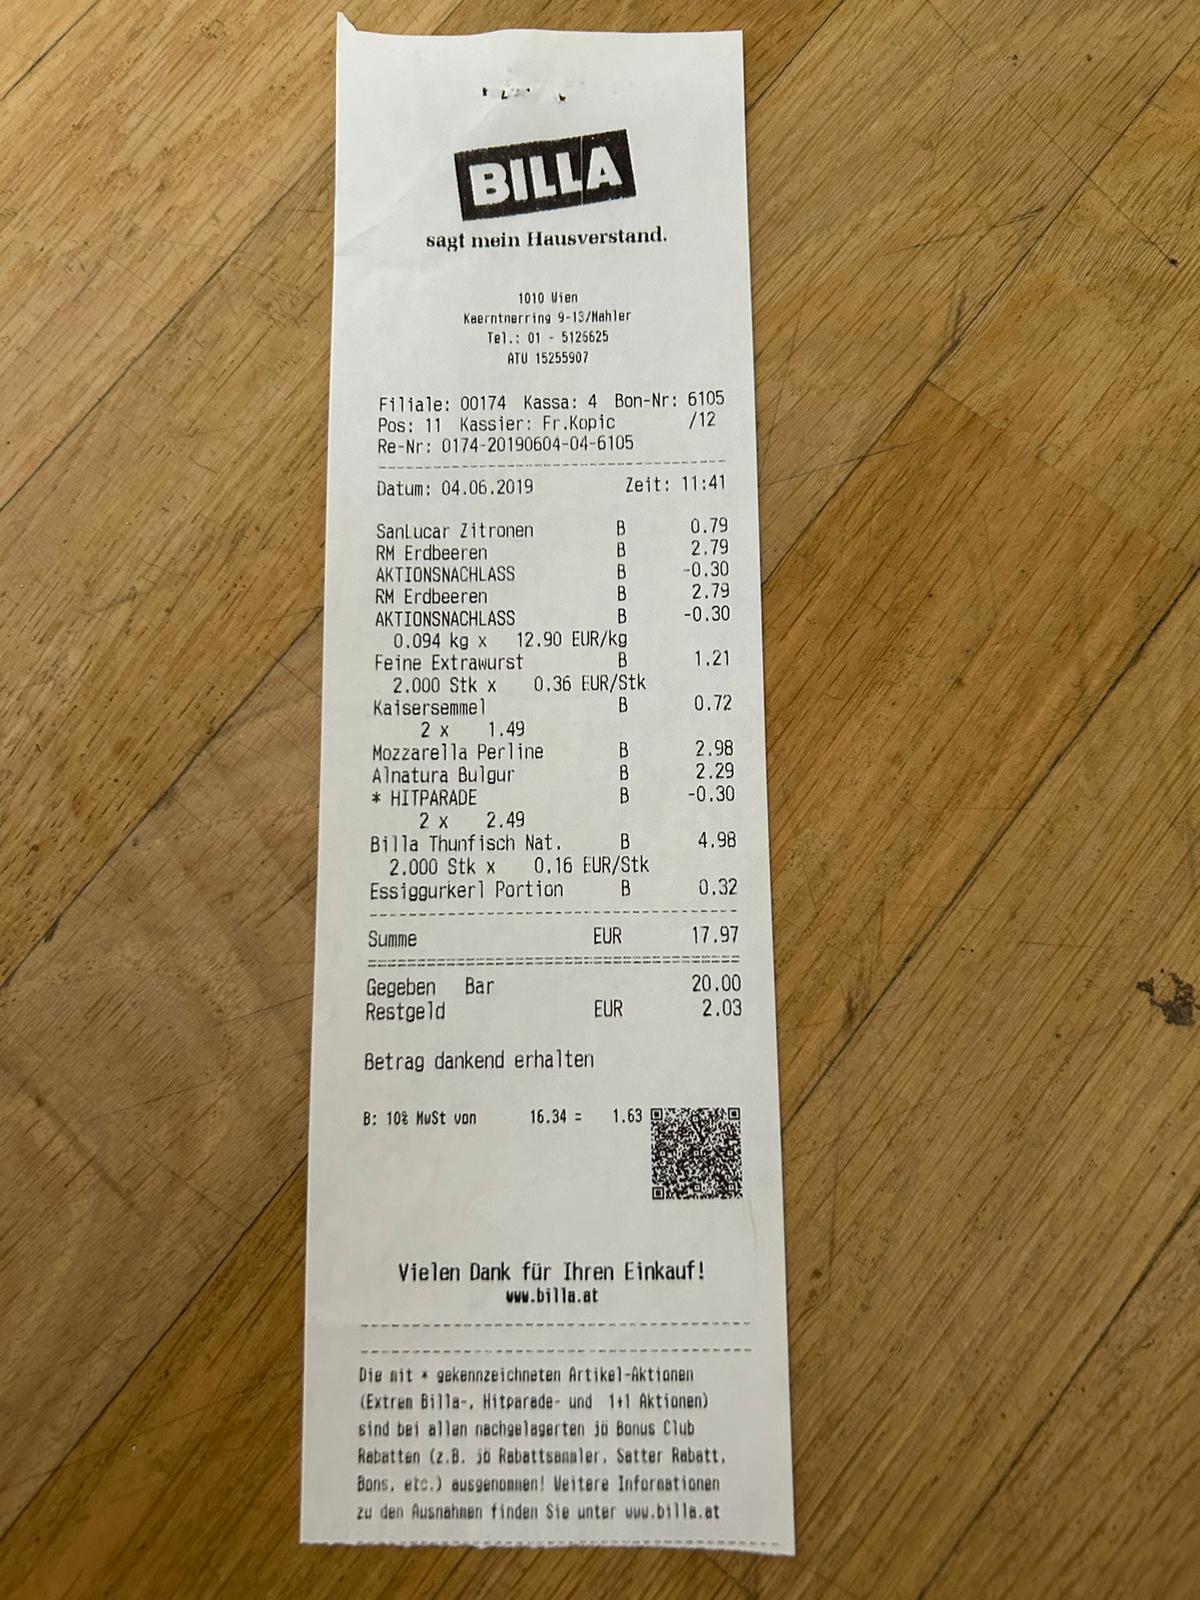 BILLA
sagt mein Hausverstand.
1010 Wien
Kaerntnerring 9-13/Mahler
Tel.: 01 - 5126625
ATU 15255907
Filiale: 00174 Kassa: 4 Bon-Nr: 6105
Pos: 11 Kassier: Fr.Kopic /12
Re-Nr: 0174-20190604-04-6105
Datum: 04.06.2019 Zeit: 11:41
SanLucar Zitronen B 0.79
RM Erdbeeren B 2.79
AKTIONSNACHLASS B -0.30
RM Erdbeeren B 2.79
AKTIONSNACHLASS B -0.30
0.094 kg x 12.90 EUR/kg
Feine Extrawurst B 1.21
2.000 Stk x 0.36 EUR/Stk
Kaisersemmel B 0.72
2 x 1.49
Mozzarella Perline B 2.98
Alnatura Bulgur B 2.29
* HITPARADE B -0.30
2 x 2.49
Billa Thunfisch Nat. B 4.98
2.000 Stk x 0.16 EUR/Stk
Essiggurkerl Portion B 0.32
Summe EUR 17.97
Gegeben Bar 20.00
Restgeld EUR 2.03
Betrag dankend erhalten
B: 10% MwSt von 16.34 = 1.63
Vielen Dank für Ihren Einkauf!
www.billa.at
Die mit * gekennzeichneten Artikel-Aktionen
(Extrem Billa-, Hitparade- und 1+1 Aktionen)
sind bei allen nachgelagerten jö Bonus Club
Rabatten (z.B. jö Rabattsammler, Satter Rabatt,
Bons, etc.) ausgenommen! Weitere Informationen
zu den Ausnahmen finden Sie unter www.billa.at